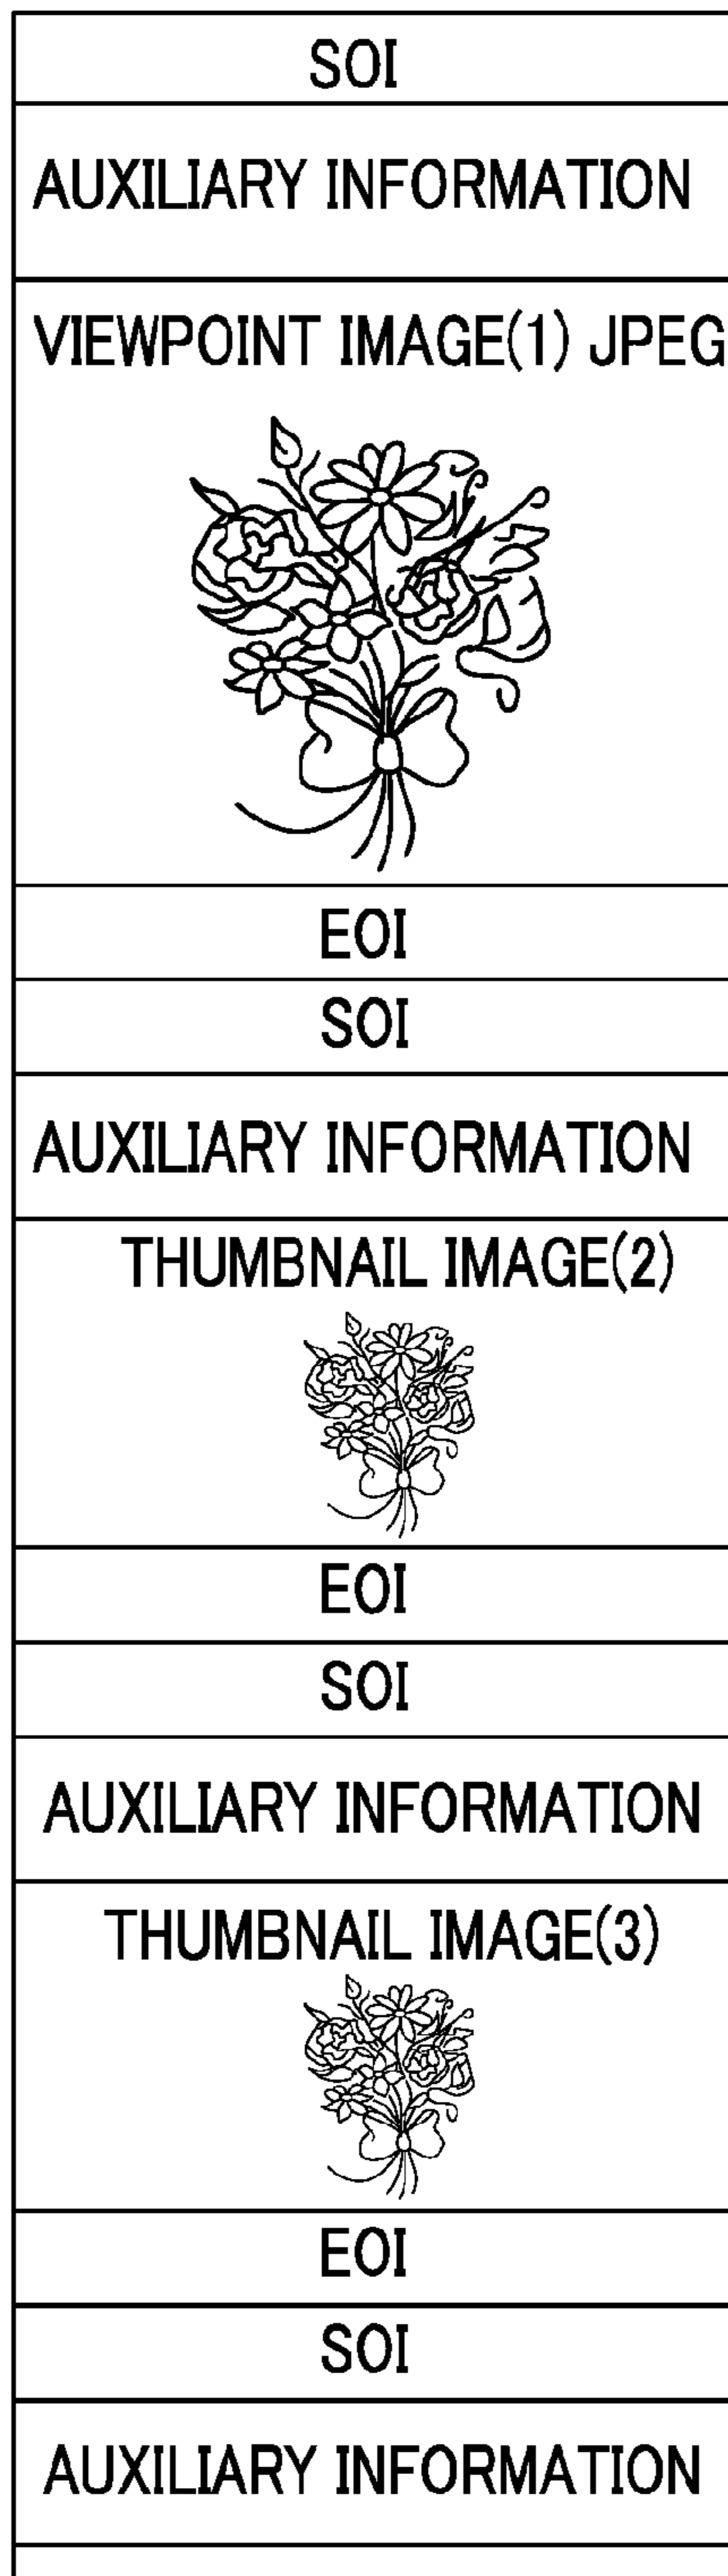 SOI
AUXILIARY INFORMATION
VIEWPOINT IMAGE(1) JPEG
EOI
SOI
AUXILIARY INFORMATION
THUMBNAIL IMAGE(2)
EOI
SOI
AUXILIARY INFORMATION
THUMBNAIL IMAGE(3)
EOI
SOI
AUXILIARY INFORMATION